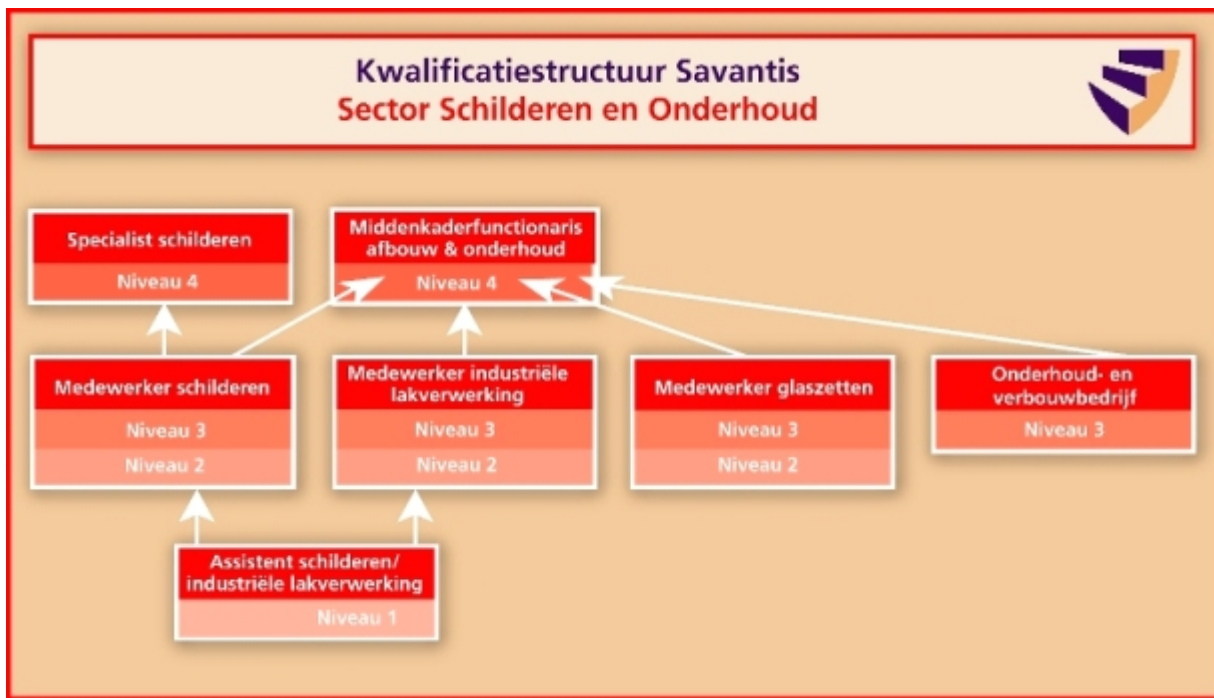 Kwalificatiestructuur Savantis
Sector Schilderen en Onderhoud
Specialist schilderen
Niveau 4
Middenkaderfunctionaris
afbouw & onderhoud
Niveau 4
Medewerker schilderen
Niveau 3
Niveau 2
Medewerker industriële
lakverwerking
Niveau 3
Niveau 2
Medewerker glaszetten
Niveau 3
Niveau 2
Onderhoud- en
verbouwbedrijf
Niveau 3
Assistent schilderen/
industriële lakverwerking
Niveau 1